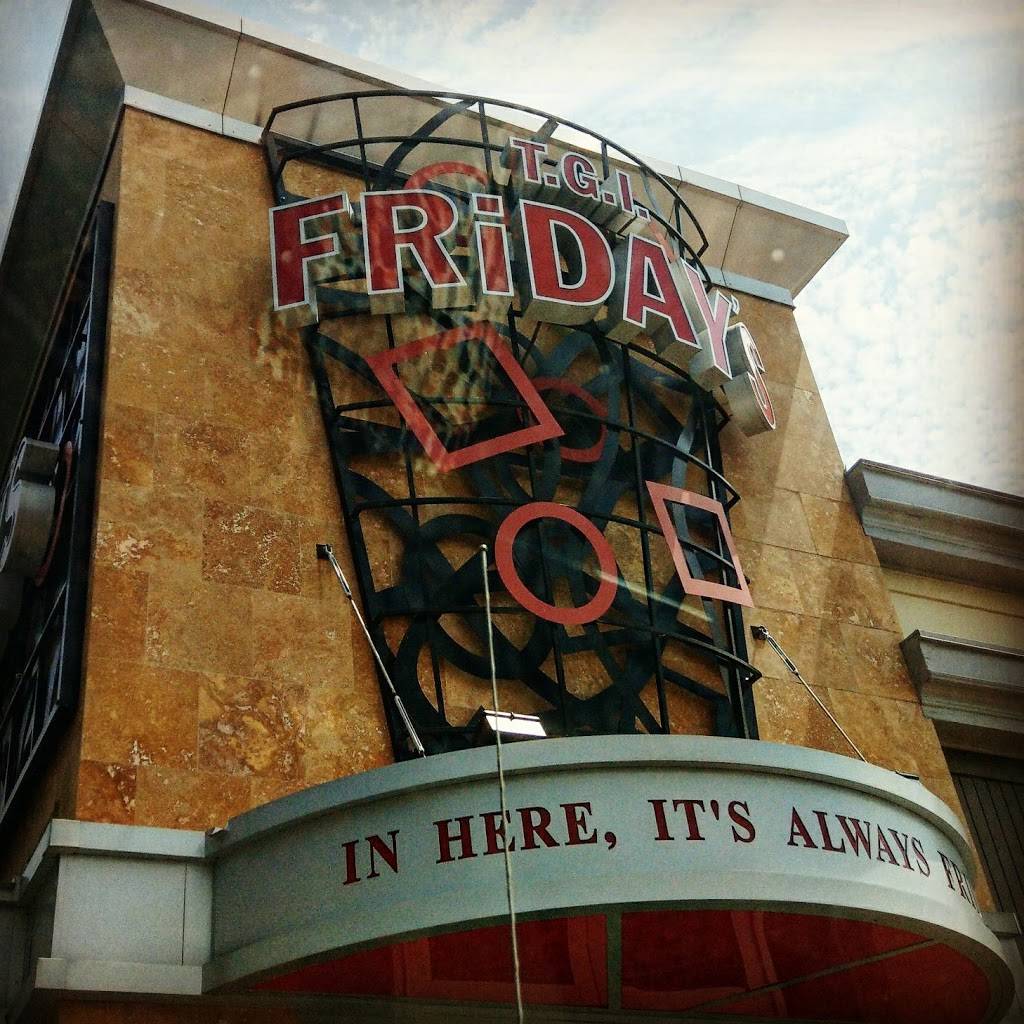 T.G.I.
FRiDAY'S
IN HERE, IT'S ALWAYS